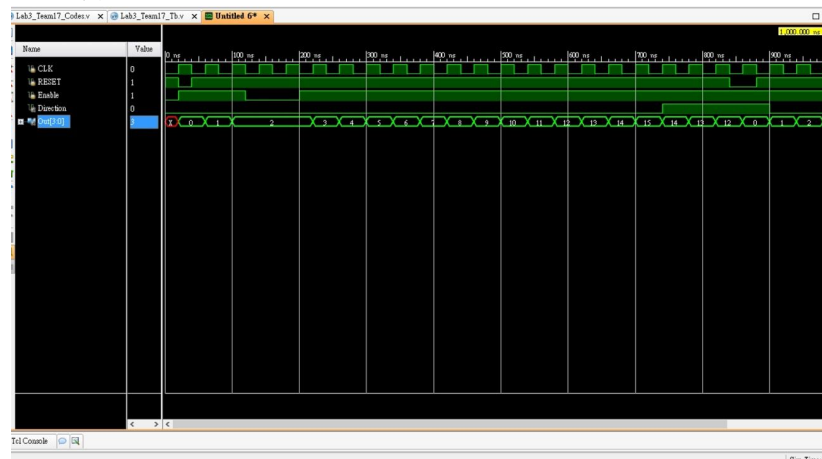 Lab3_Team17_Codes.v × Lab3_Team17_Tb.v × Untitled 6* ×
1,000.000 ns
Name Value
0 ns 100 ns 200 ns 300 ns 400 ns 500 ns 600 ns 700 ns 800 ns 900 ns
CLK 0
RESET 1
Enable 1
Direction 0
Out[3:0] 3 X 0 1 2 3 4 5 6 7 8 9 10 11 12 13 14 15 14 13 12 0 1 2
Tcl Console